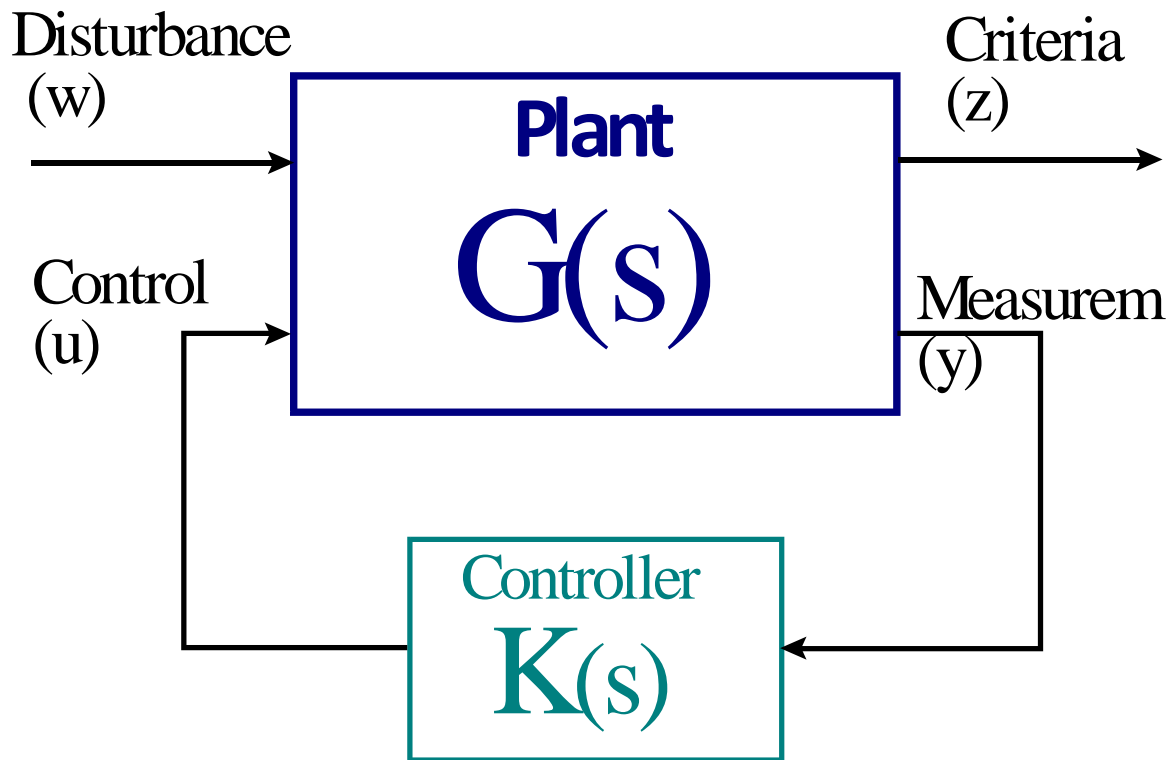 Disturbance
(w)
Criteria
(z)
Plant
G(s)
Control
(u)
Measurem
(y)
Controller
K(s)